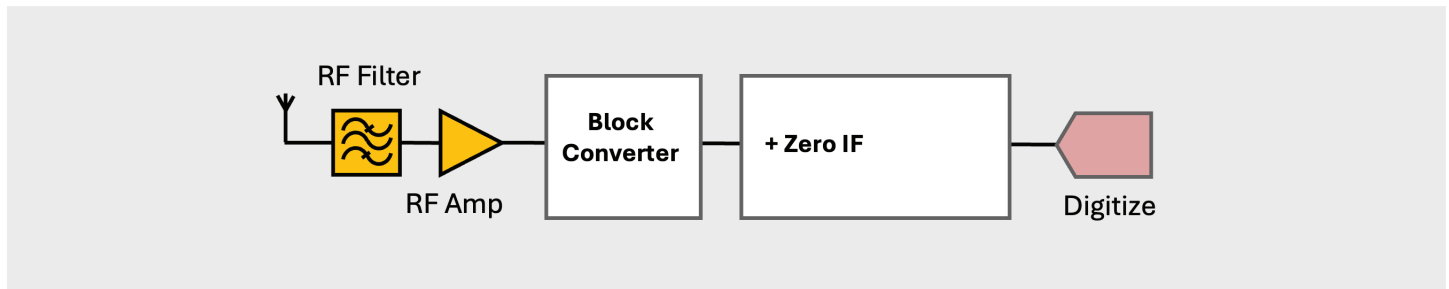 RF Filter
RF Amp
Block
Converter
+ Zero IF
Digitize